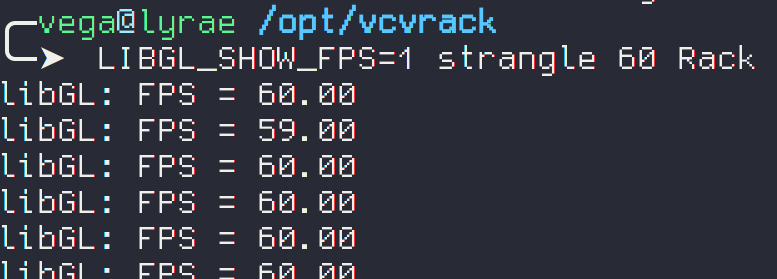 vega@lyrae /opt/vcvrack
➤ LIBGL_SHOW_FPS=1 strangle 60 Rack
libGL: FPS = 60.00
libGL: FPS = 59.00
libGL: FPS = 60.00
libGL: FPS = 60.00
libGL: FPS = 60.00
libGL: FPS = 60.00